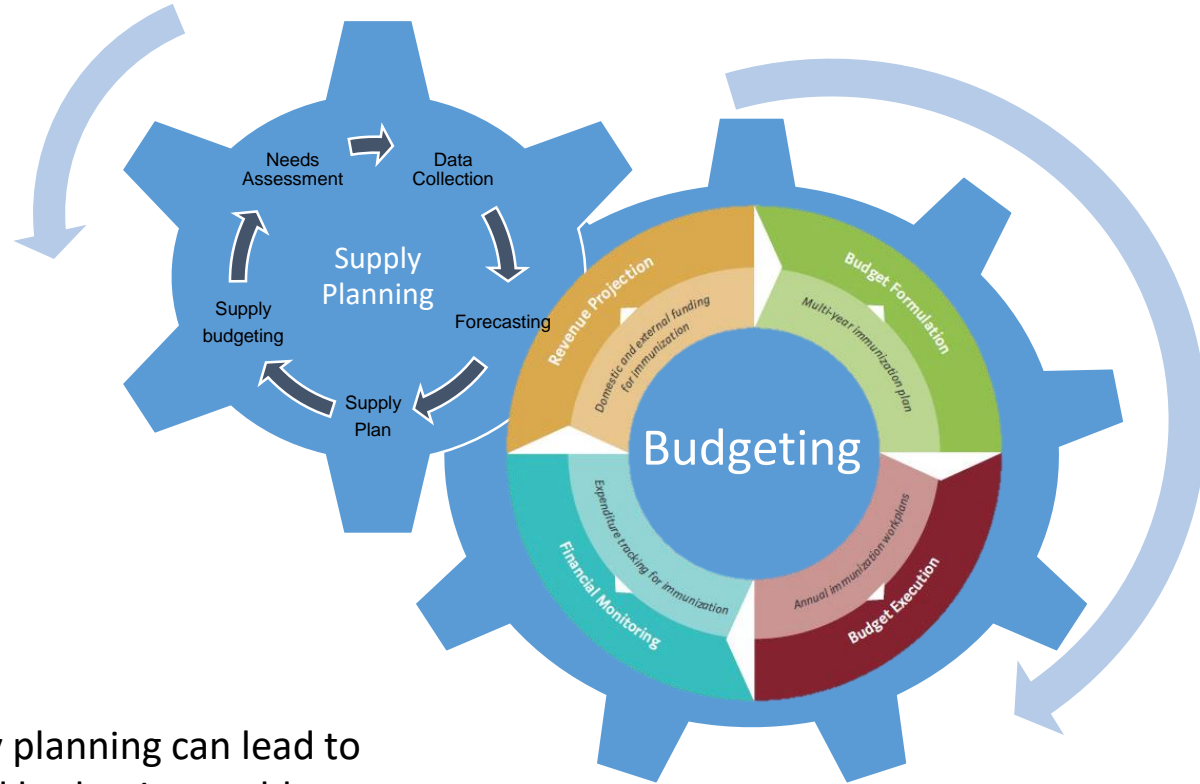 Needs
Assessment
Data
Collection
Supply
Planning
Forecasting
Supply
budgeting
Supply
Plan
Revenue Projection
Domestic and external funding
for immunization
Budget Formulation
Multi-year immunization plan
Budgeting
Expenditure tracking for immunization
Financial Monitoring
Annual immunization workplans
Budget Execution
planning can lead to